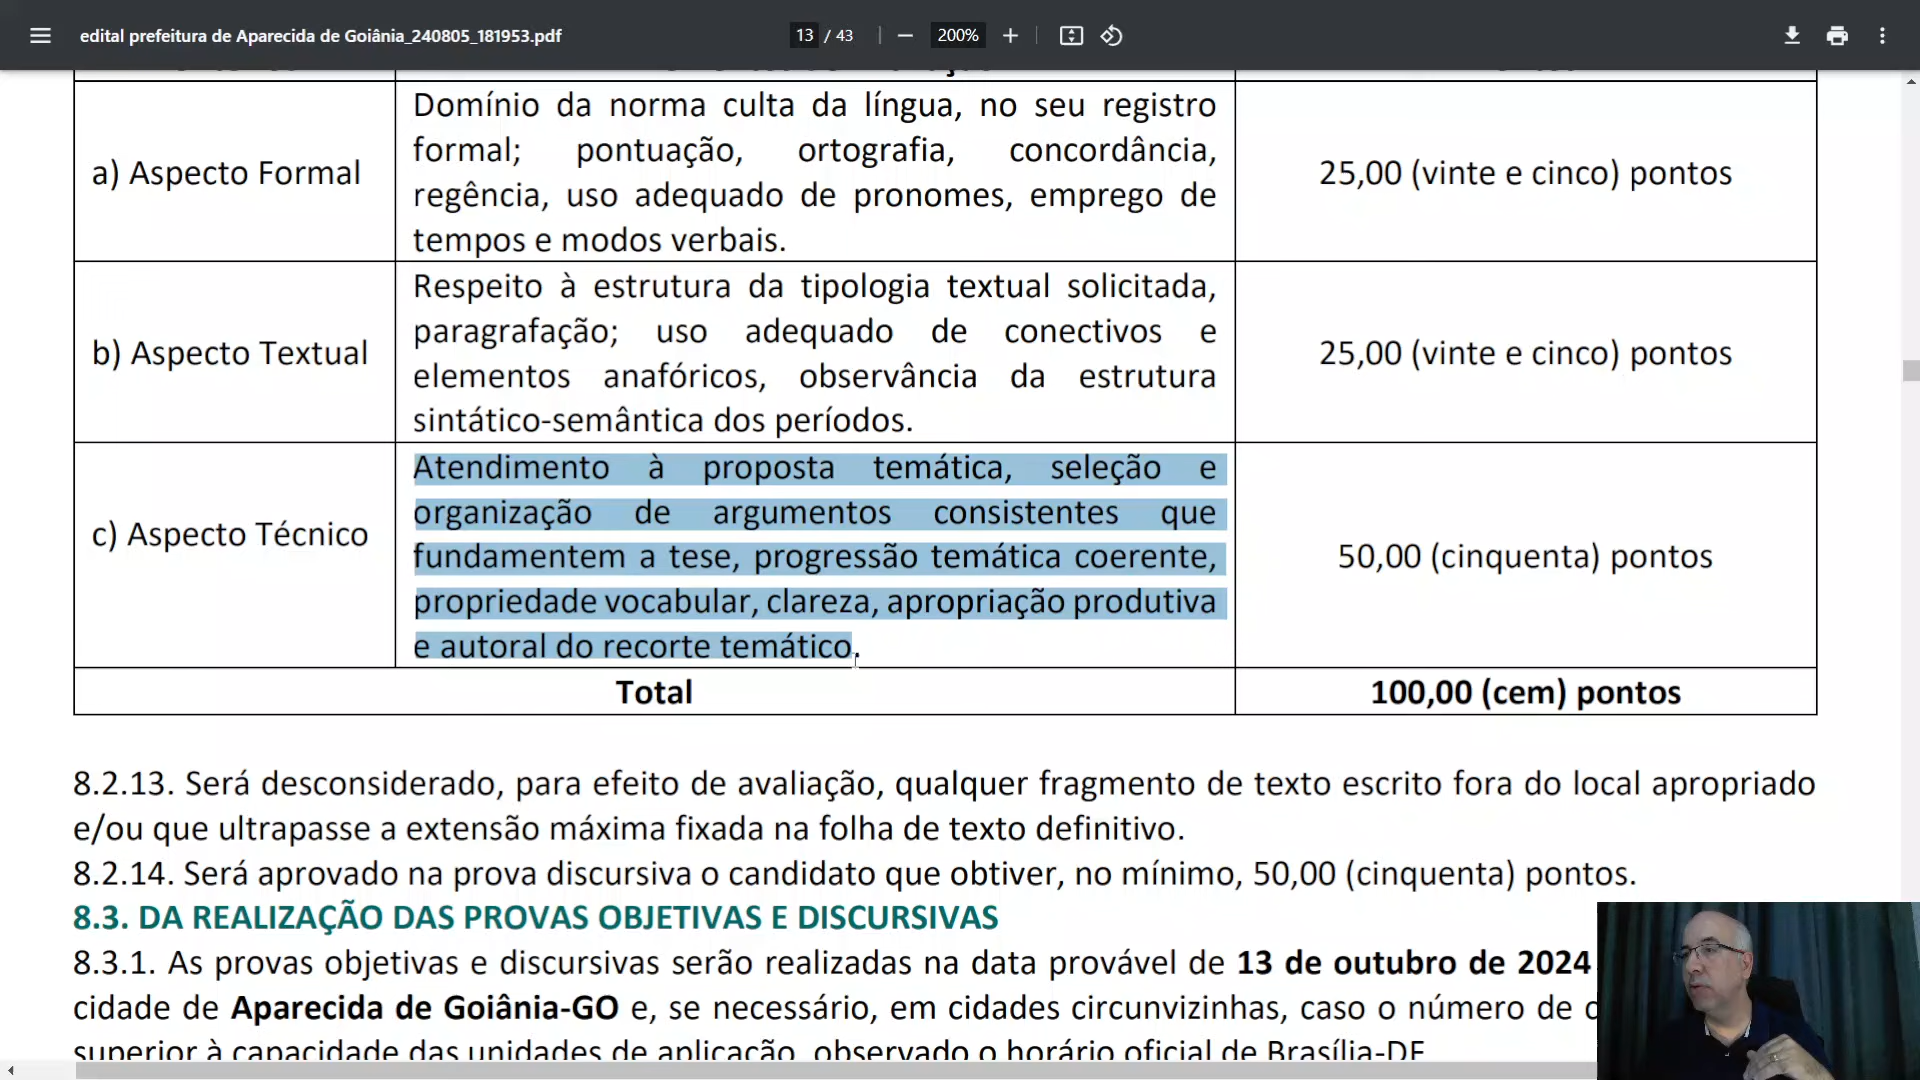 edital prefeitura de Aparecida de Goiânia_240805_181953.pdf
13 / 43
200%
Domínio da norma culta da língua, no seu registro
formal; pontuação, ortografia, concordância,
regência, uso adequado de pronomes, emprego de
tempos e modos verbais.
a) Aspecto Formal
25,00 (vinte e cinco) pontos
Respeito à estrutura da tipologia textual solicitada,
paragrafação; uso adequado de conectivos e
elementos anafóricos, observância da estrutura
sintático-semântica dos períodos.
b) Aspecto Textual
25,00 (vinte e cinco) pontos
Atendimento à proposta temática, seleção e
organização de argumentos consistentes que
fundamentem a tese, progressão temática coerente,
propriedade vocabular, clareza, apropriação produtiva
e autoral do recorte temático.
c) Aspecto Técnico
50,00 (cinquenta) pontos
Total
100,00 (cem) pontos
8.2.13. Será desconsiderado, para efeito de avaliação, qualquer fragmento de texto escrito fora do local apropriado
e/ou que ultrapasse a extensão máxima fixada na folha de texto definitivo.
8.2.14. Será aprovado na prova discursiva o candidato que obtiver, no mínimo, 50,00 (cinquenta) pontos.
8.3. DA REALIZAÇÃO DAS PROVAS OBJETIVAS E DISCURSIVAS
8.3.1. As provas objetivas e discursivas serão realizadas na data provável de 13 de outubro de 2024
cidade de Aparecida de Goiânia-GO e, se necessário, em cidades circunvizinhas, caso o número de
superior à capacidade das unidades de aplicação, observado o horário oficial de Brasília-DF